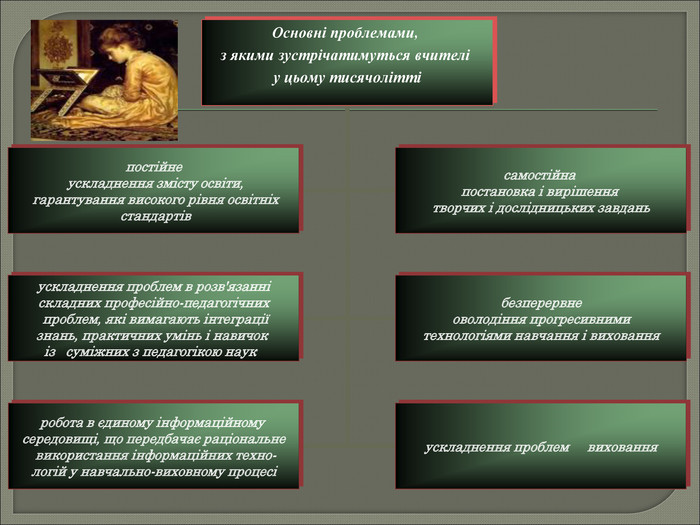 Основні проблемами,
з якими зустрічатимуться вчителі
у цьому тисячолітті
постійне
ускладнення змісту освіти,
гарантування високого рівня освітніх
стандартів
самостійна
постановка і вирішення
творчих і дослідницьких завдань
ускладнення проблем в розв'язанні
складних професійно-педагогічних
проблем, які вимагають інтеграції
знань, практичних умінь і навичок
із суміжних з педагогікою наук
безперервне
оволодіння прогресивними
технологіями навчання і виховання
робота в єдиному інформаційному
середовищі, що передбачає раціональне
використання інформаційних техно-
логій у навчально-виховному процесі
ускладнення проблем виховання